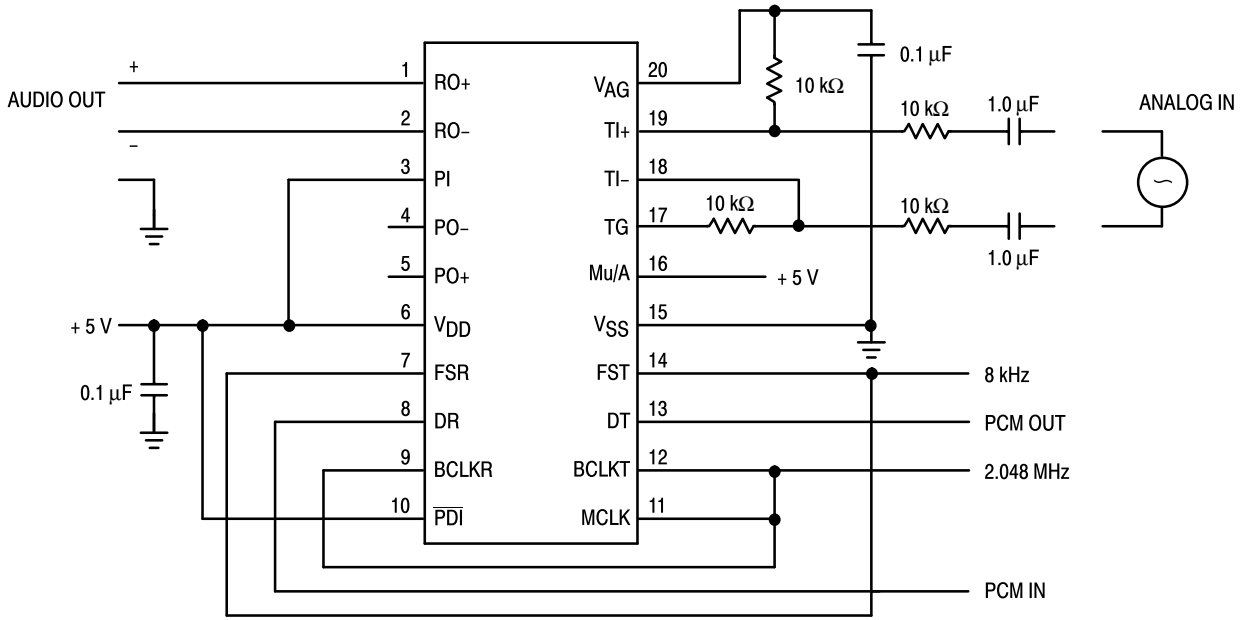 AUDIO OUT
+
−
+ 5 V
0.1 µF
1
2
3
4
5
6
7
8
9
10
RO+
RO−
PI
PO−
PO+
VDD
FSR
DR
BCLKR
PDI
VAG
TI+
TI−
TG
Mu/A
VSS
FST
DT
BCLKT
MCLK
20
19
18
17
16
15
14
13
12
11
10 kΩ
0.1 µF
10 kΩ
1.0 µF
ANALOG IN
10 kΩ
10 kΩ
1.0 µF
+ 5 V
8 kHz
PCM OUT
2.048 MHz
PCM IN